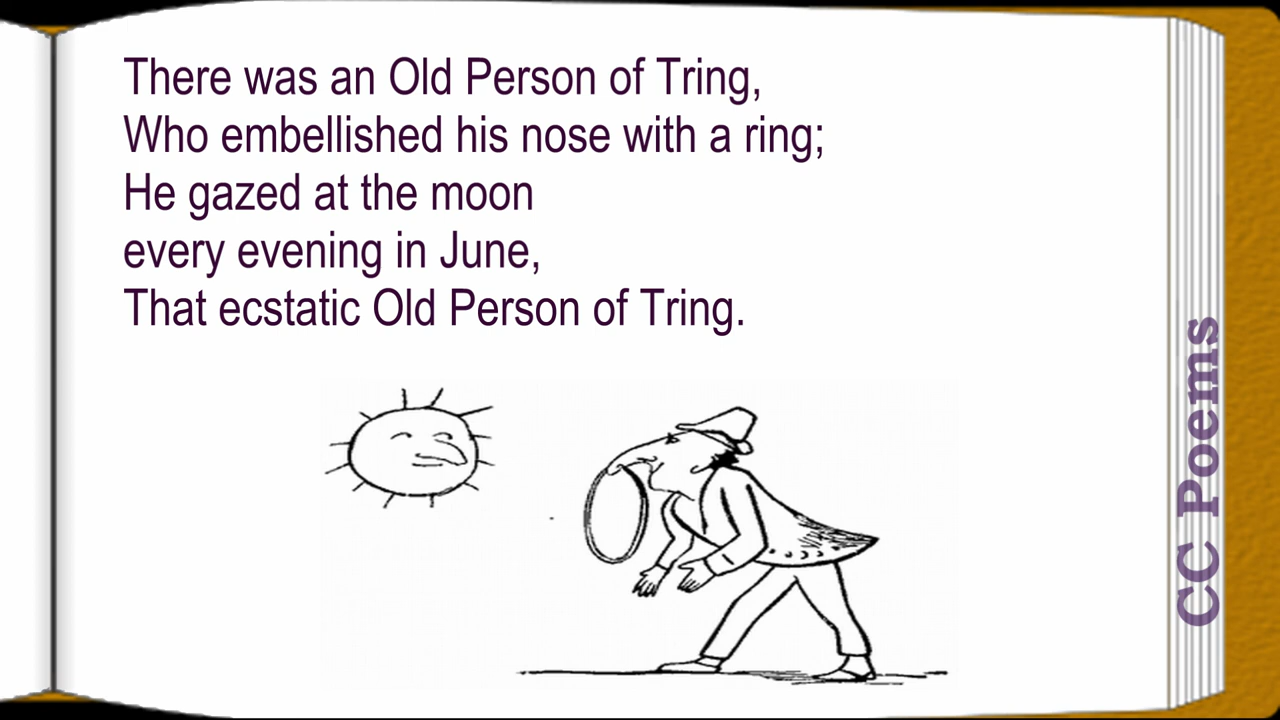 There was an Old Person of Tring,
Who embellished his nose with a ring;
He gazed at the moon
every evening in June,
That ecstatic Old Person of Tring.
CC Poems